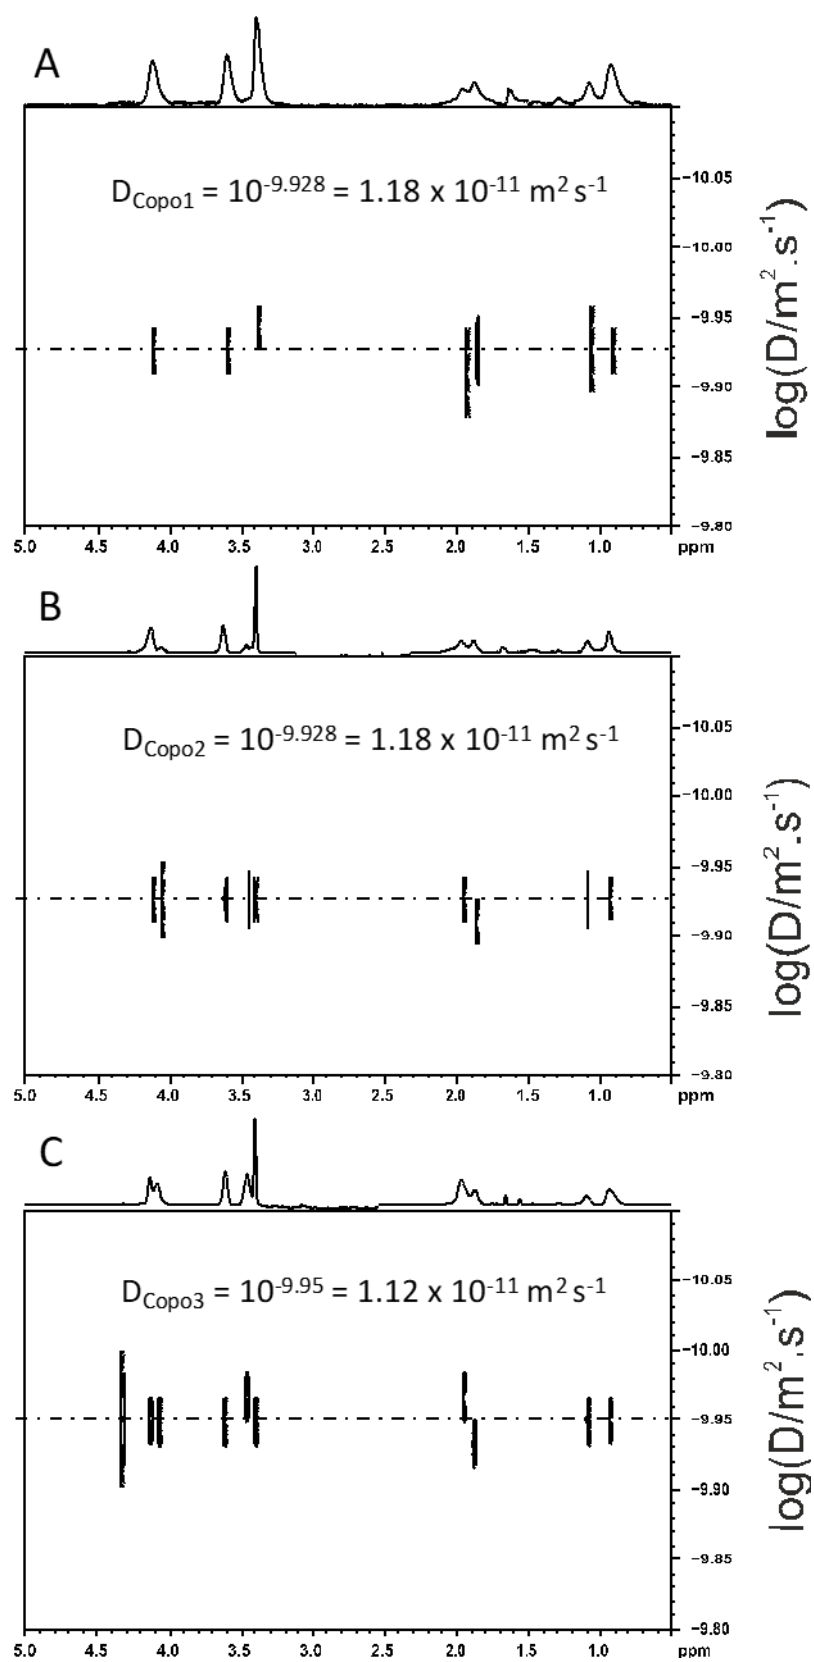 A
D_Copo1 = 10^-9.928 = 1.18 x 10^-11 m^2 s^-1
−10.05
−10.00
−9.95
−9.90
−9.85
−9.80
log(D/m^2.s^-1)
5.0 4.5 4.0 3.5 3.0 2.5 2.0 1.5 1.0 ppm
B
D_Copo2 = 10^-9.928 = 1.18 x 10^-11 m^2 s^-1
−10.05
−10.00
−9.95
−9.90
−9.85
−9.80
log(D/m^2.s^-1)
5.0 4.5 4.0 3.5 3.0 2.5 2.0 1.5 1.0 ppm
C
D_Copo3 = 10^-9.95 = 1.12 x 10^-11 m^2 s^-1
−10.05
−10.00
−9.95
−9.90
−9.85
−9.80
log(D/m^2.s^-1)
5.0 4.5 4.0 3.5 3.0 2.5 2.0 1.5 1.0 ppm